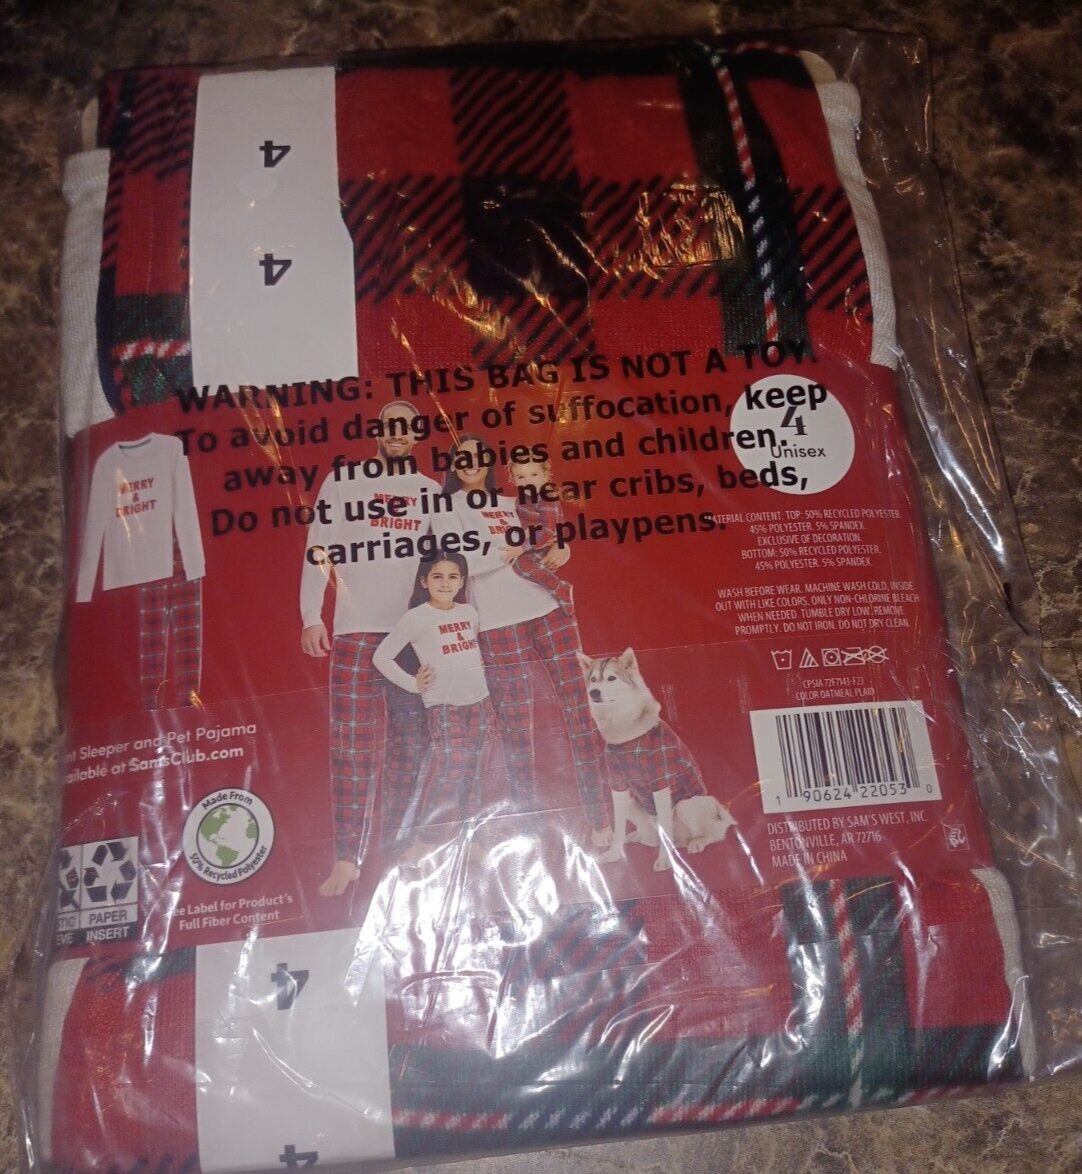 4
4
WARNING: THIS BAG IS NOT A TOY.
To avoid danger of suffocation, keep
away from babies and children.
Do not use in or near cribs, beds,
carriages, or playpens.
4
Unisex
MERRY
&
BRIGHT
MERRY
BRIGHT
MERRY
&
MERRY
&
BRIGHT
MATERIAL CONTENT: TOP: 50% RECYCLED POLYESTER.
45% POLYESTER. 5% SPANDEX.
EXCLUSIVE OF DECORATION.
BOTTOM: 50% RECYCLED POLYESTER.
45% POLYESTER. 5% SPANDEX.
WASH BEFORE WEAR. MACHINE WASH COLD, INSIDE
OUT WITH LIKE COLORS. ONLY NON-CHLORINE BLEACH
WHEN NEEDED. TUMBLE DRY LOW. REMOVE
PROMPTLY. DO NOT IRON. DO NOT DRY CLEAN.
CPSIA 72F7143-F23
COLOR OATMEAL PLAID
Sleeper and Pet Pajama
at SamsClub.com
1 90624 22053 0
DISTRIBUTED BY SAM'S WEST, INC.
BENTONVILLE, AR 72716
MADE IN CHINA
Made From
50% Recycled Polyester
Label for Product's
Full Fiber Content
PAPER
INSERT
4
4